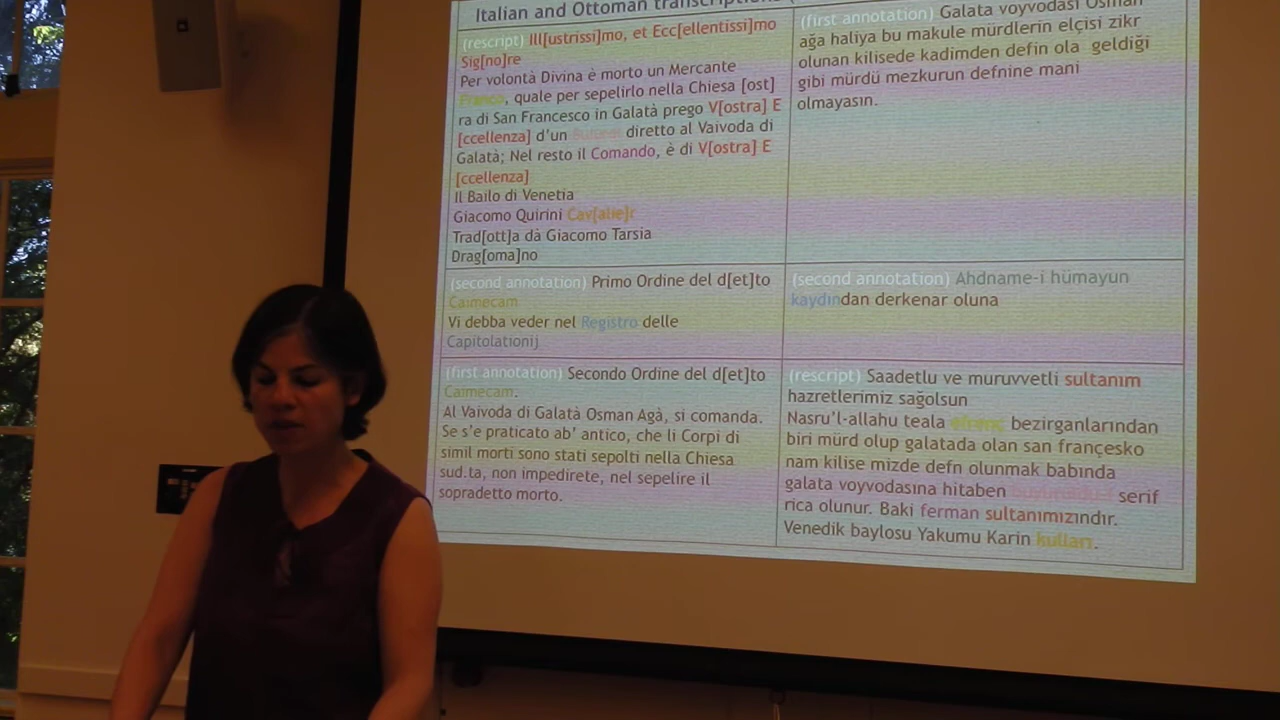 Italian and Ottoman transcriptions
(rescript) Ill[ustrissi]mo, et Ecc[ellentissi]mo
Sig[no]re
Per volontà Divina è morto un Mercante
Franco, quale per sepelirlo nella Chiesa [ost]
ra di San Francesco in Galatà prego V[ostra] E
[ccellenza] d'un diretto al Vaivoda di
Galatà; Nel resto il Comando, è di V[ostra] E
[ccellenza]
Il Bailo di Venetia
Giacomo Quirini Cav[alie]r
Trad[ott]a dà Giacomo Tarsia
Drag[oma]no
(first annotation) Galata voyvodası Osman
ağa haliya bu makule mürdlerin elçisi zikr
olunan kilisede kadimden defin ola geldiği
gibi mürdü mezkurun defnine mani
olmayasın.
(second annotation) Primo Ordine del d[et]to
Caimecam
Vi debba veder nel Registro delle
Capitolationij
(second annotation) Ahdname-i hümayun
kaydindan derkenar oluna
(first annotation) Secondo Ordine del d[et]to
Caimecam.
Al Vaivoda di Galatà Osman Agà, si comanda.
Se s'e praticato ab' antico, che li Corpi di
simil morti sono stati sepolti nella Chiesa
sud.ta, non impedirete, nel sepelire il
sopradetto morto.
(rescript) Saadetlu ve muruvvetli sultanım
hazretlerimiz sağolsun
Nasru'l-allahu teala efrenç bezirganlarından
biri mürd olup galatada olan san françesko
nam kilise mizde defn olunmak babında
galata voyvodasına hitaben serif
rica olunur. Baki ferman sultanımızındır.
Venedik baylosu Yakumu Karin kulları.